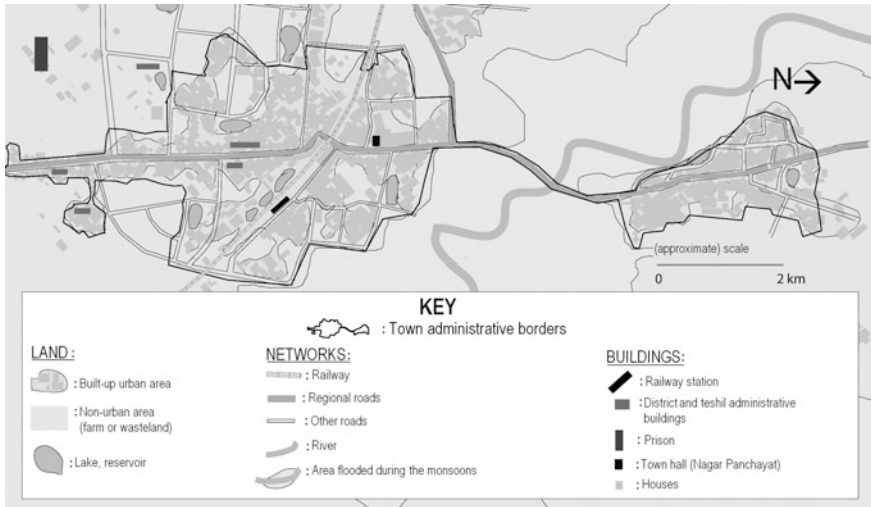 N
(approximate) scale
0 2 km
KEY
: Town administrative borders
LAND:
: Built-up urban area
: Non-urban area
(farm or wasteland)
: Lake, reservoir
NETWORKS:
: Railway
: Regional roads
: Other roads
: River
: Area flooded during the monsoons
BUILDINGS:
: Railway station
: District and teshil administrative
buildings
: Prison
: Town hall (Nagar Panchayat)
: Houses